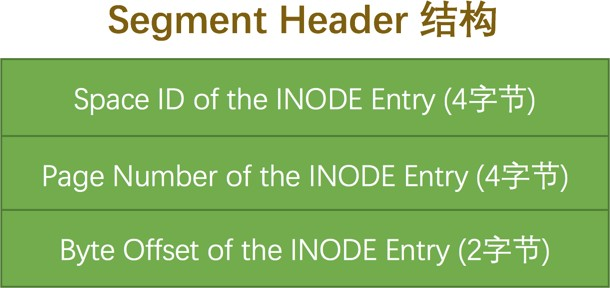 Segment Header 结构
Space ID of the INODE Entry (4字节)
Page Number of the INODE Entry (4字节)
Byte Offset of the INODE Entry (2字节)